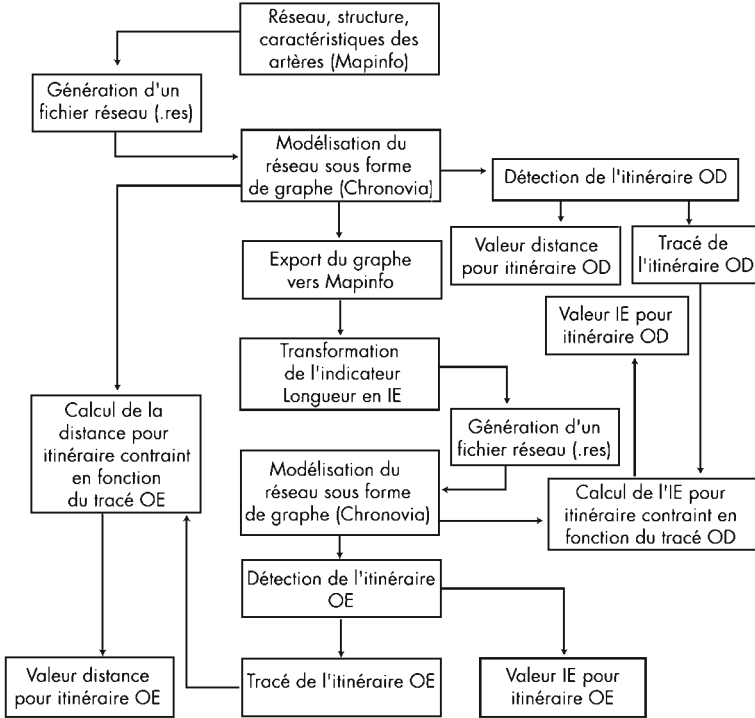 Réseau, structure,
caractéristiques des
artères (Mapinfo)
Génération d'un
fichier réseau (.res)
Modélisation du
réseau sous forme
de graphe (Chronovia)
Détection de l'itinéraire OD
Valeur distance
pour itinéraire OD
Tracé de
l'itinéraire OD
Export du graphe
vers Mapinfo
Valeur IE pour
itinéraire OD
Transformation
de l'indicateur
Longueur en IE
Calcul de la
distance pour
itinéraire contraint
en fonction
du tracé OE
Génération d'un
fichier réseau (.res)
Modélisation du
réseau sous forme
de graphe (Chronovia)
Calcul de l'IE pour
itinéraire contraint en
fonction du tracé OD
Détection de l'itinéraire
OE
Valeur distance
pour itinéraire OE
Tracé de l'itinéraire OE
Valeur IE pour
itinéraire OE